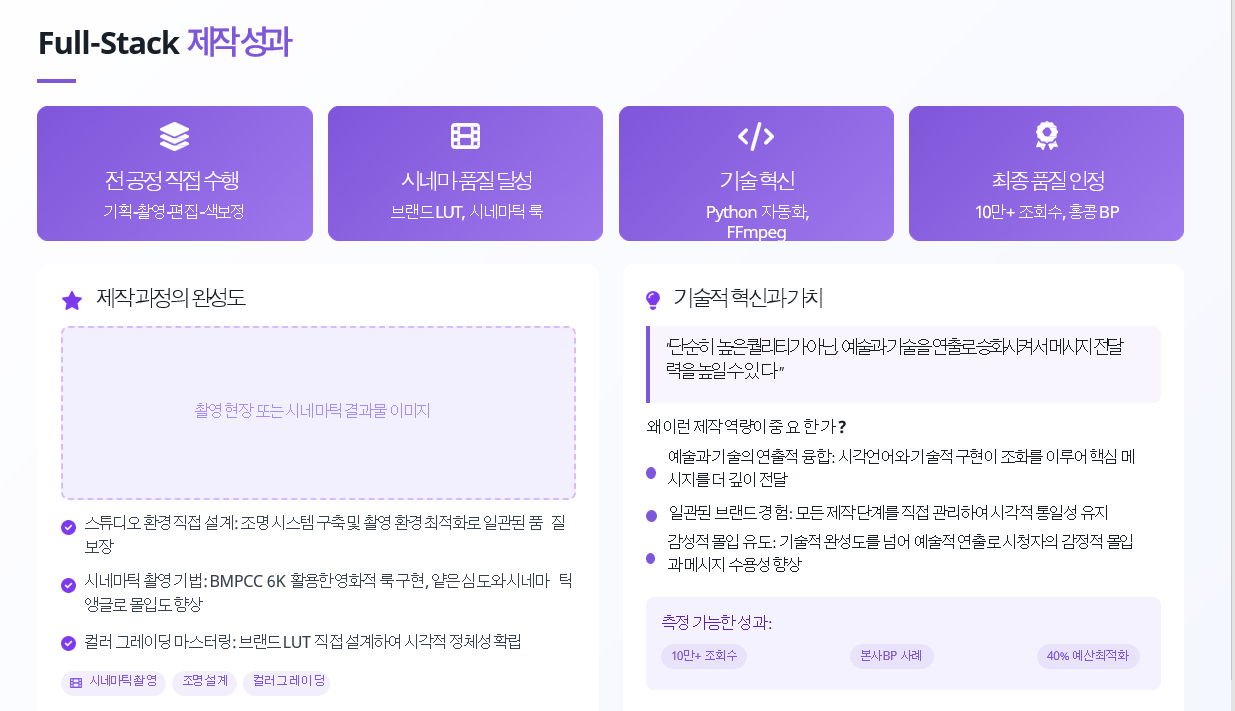 Full-Stack 제작 성과
전 공정 직접 수행
기획-촬영-편집-색보정
시네마 품질 달성
브랜드 LUT, 시네마틱 룩
기술 혁신
Python 자동화,
FFmpeg
최종 품질 인정
10만+ 조회수, 홍콩 BP
제작 과정의 완성도
촬영 현장 또는 시네마틱 결과물 이미지
스튜디오 환경 직접 설계: 조명 시스템 구축 및 촬영 환경 최적화로 일관된 품질
보장
시네마틱 촬영 기법: BMPCC 6K 활용한 영화적 룩 구현, 얕은 심도와 시네마틱
앵글로 몰입도 향상
컬러 그레이딩 마스터링: 브랜드 LUT 직접 설계하여 시각적 정체성 확립
시네마틱 촬영
조명 설계
컬러 그레이딩
기술적 혁신과 가치
"단순히 높은 퀄리티가 아닌, 예술과 기술을 연출로 승화시켜서 메시지 전달
력을 높일 수 있다"
왜 이런 제작 역량이 중요한가?
예술과 기술의 연출적 융합: 시각언어와 기술적 구현이 조화를 이루어 핵심 메
시지를 더 깊이 전달
일관된 브랜드 경험: 모든 제작 단계를 직접 관리하여 시각적 통일성 유지
감성적 몰입 유도: 기술적 완성도를 넘어 예술적 연출로 시청자의 감정적 몰입
과 메시지 수용성 향상
측정 가능한 성과:
10만+ 조회수
본사 BP 사례
40% 예산 최적화